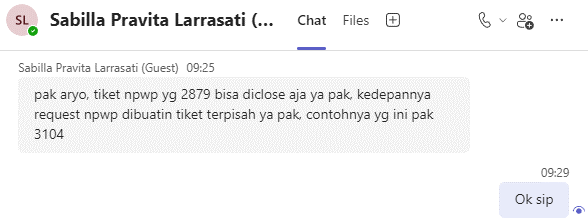 SL
Sabilla Pravita Larrasati (...
Chat
Files
Sabilla Pravita Larrasati (Guest) 09:25
pak aryo, tiket npwp yg 2879 bisa diclose aja ya pak, kedepannya
request npwp dibuatin tiket terpisah ya pak, contohnya yg ini pak
3104
09:29
Ok sip